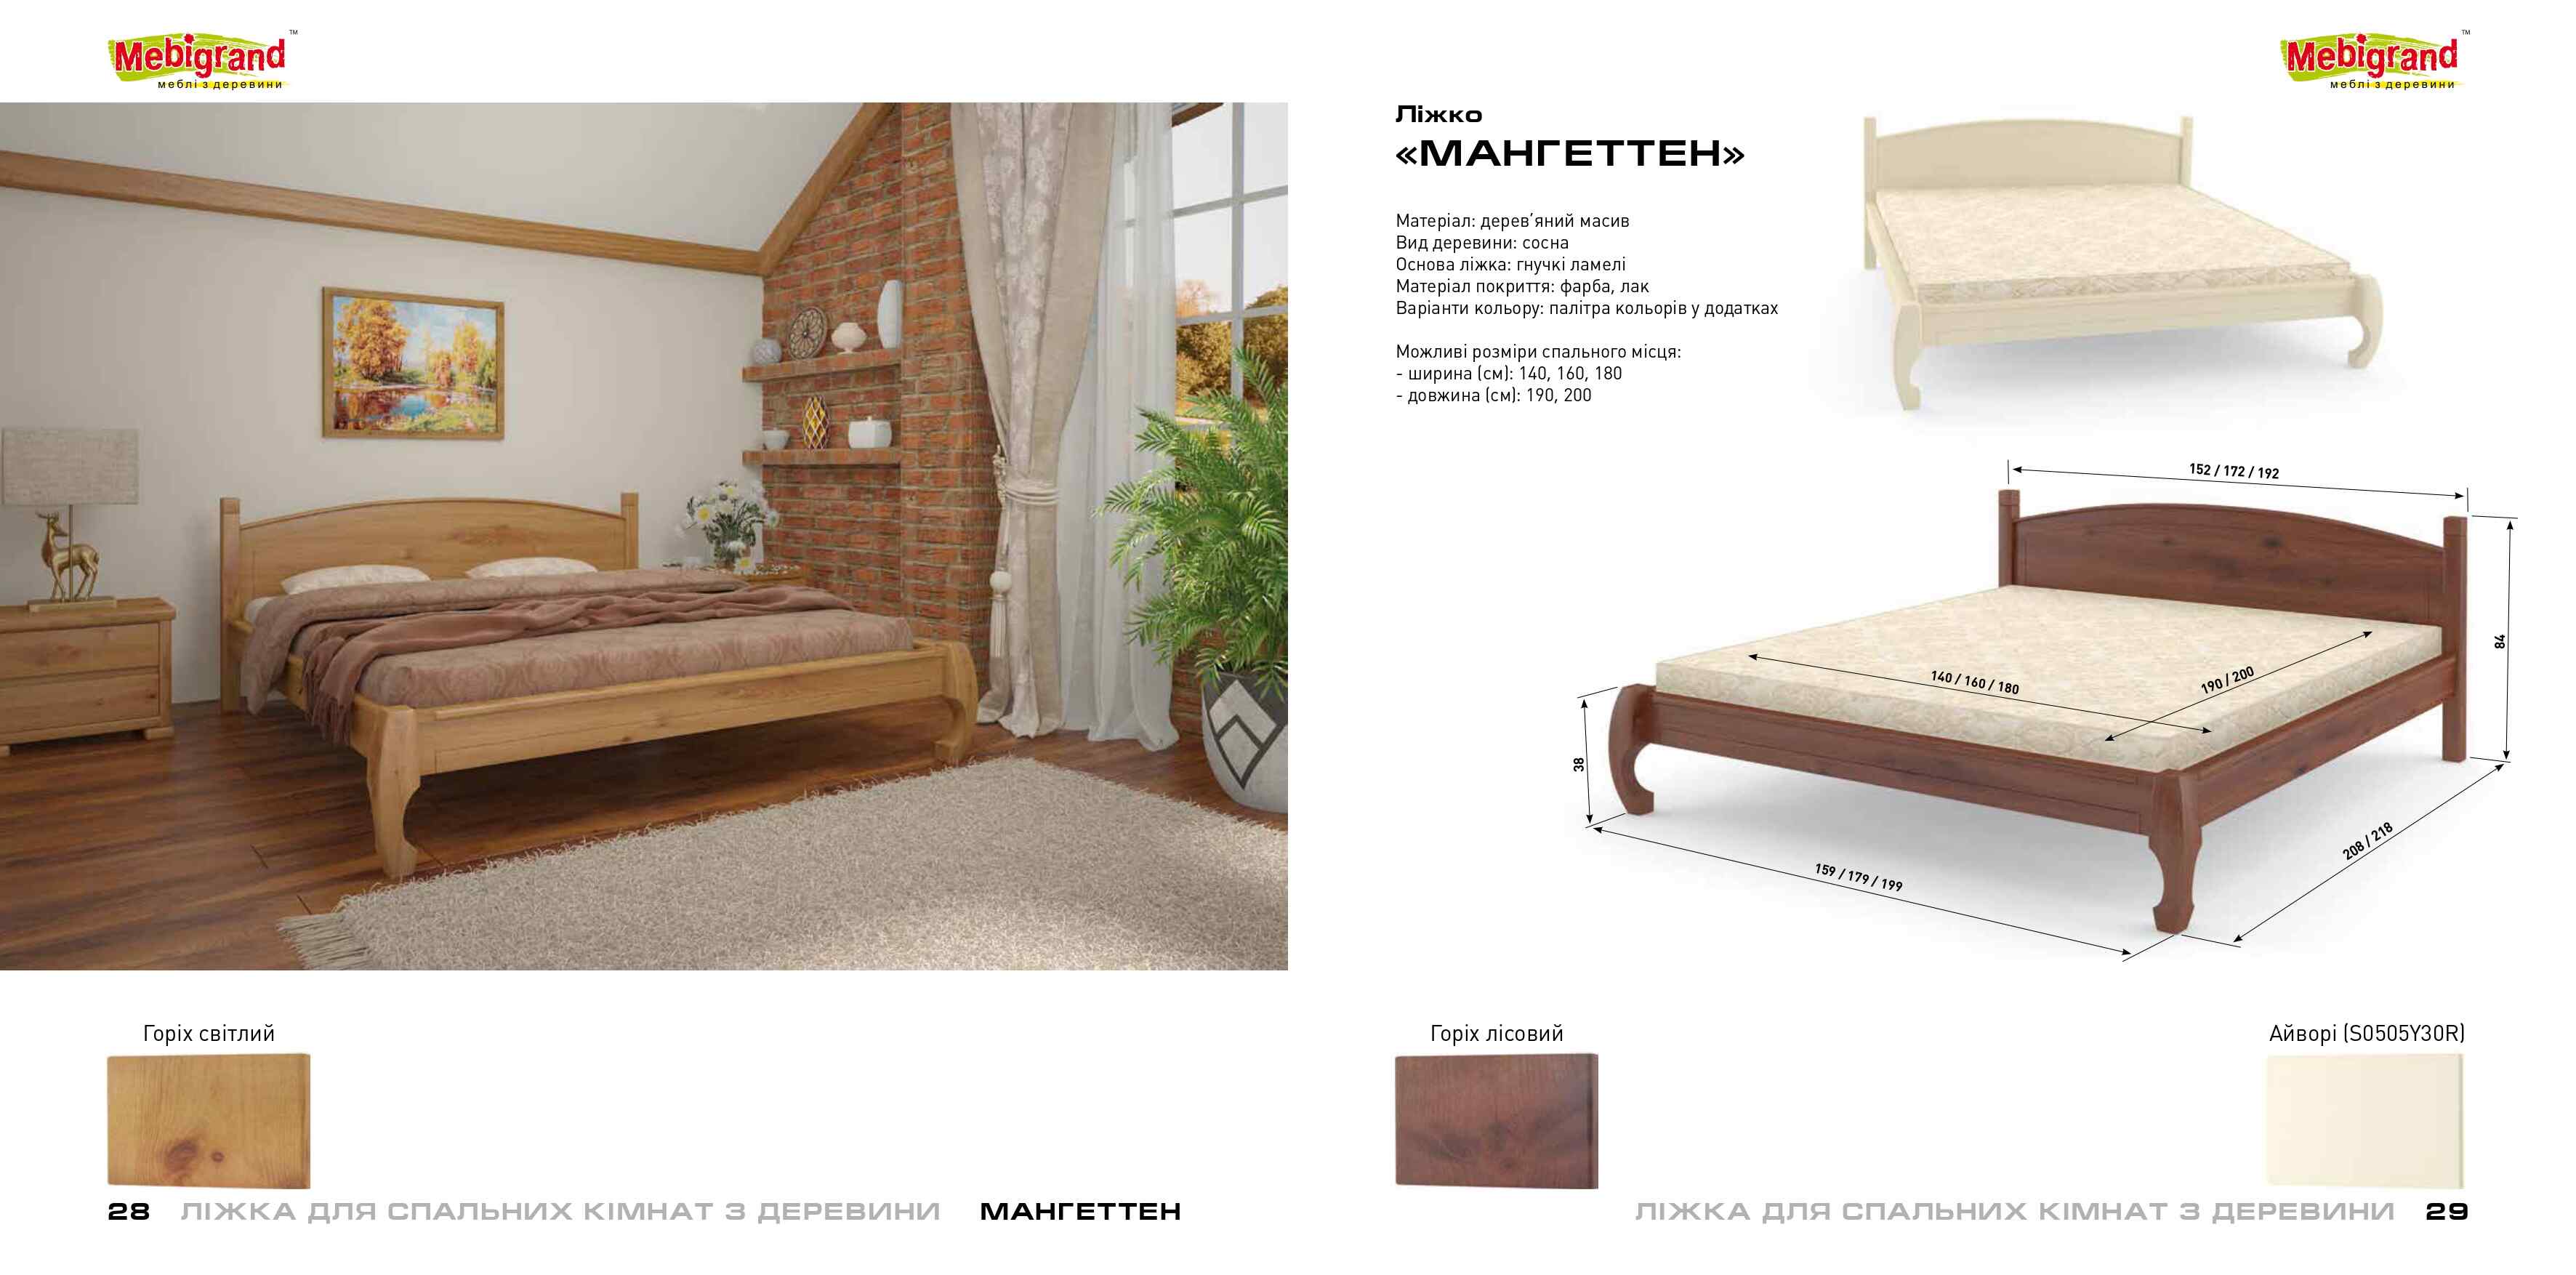 Mebigrand™
меблі з деревини
Горіх світлий
28 ЛІЖКА ДЛЯ СПАЛЬНИХ КІМНАТ З ДЕРЕВИНИ МАНГЕТТЕН
Mebigrand™
меблі з деревини
Ліжко
«МАНГЕТТЕН»
Матеріал: дерев’яний масив
Вид деревини: сосна
Основа ліжка: гнучкі ламелі
Матеріал покриття: фарба, лак
Варіанти кольору: палітра кольорів у додатках
Можливі розміри спального місця:
- ширина (см): 140, 160, 180
- довжина (см): 190, 200
152 / 172 / 192
84
140 / 160 / 180
190 / 200
38
159 / 179 / 199
208 / 218
Горіх лісовий
Айворі (S0505Y30R)
ЛІЖКА ДЛЯ СПАЛЬНИХ КІМНАТ З ДЕРЕВИНИ 29